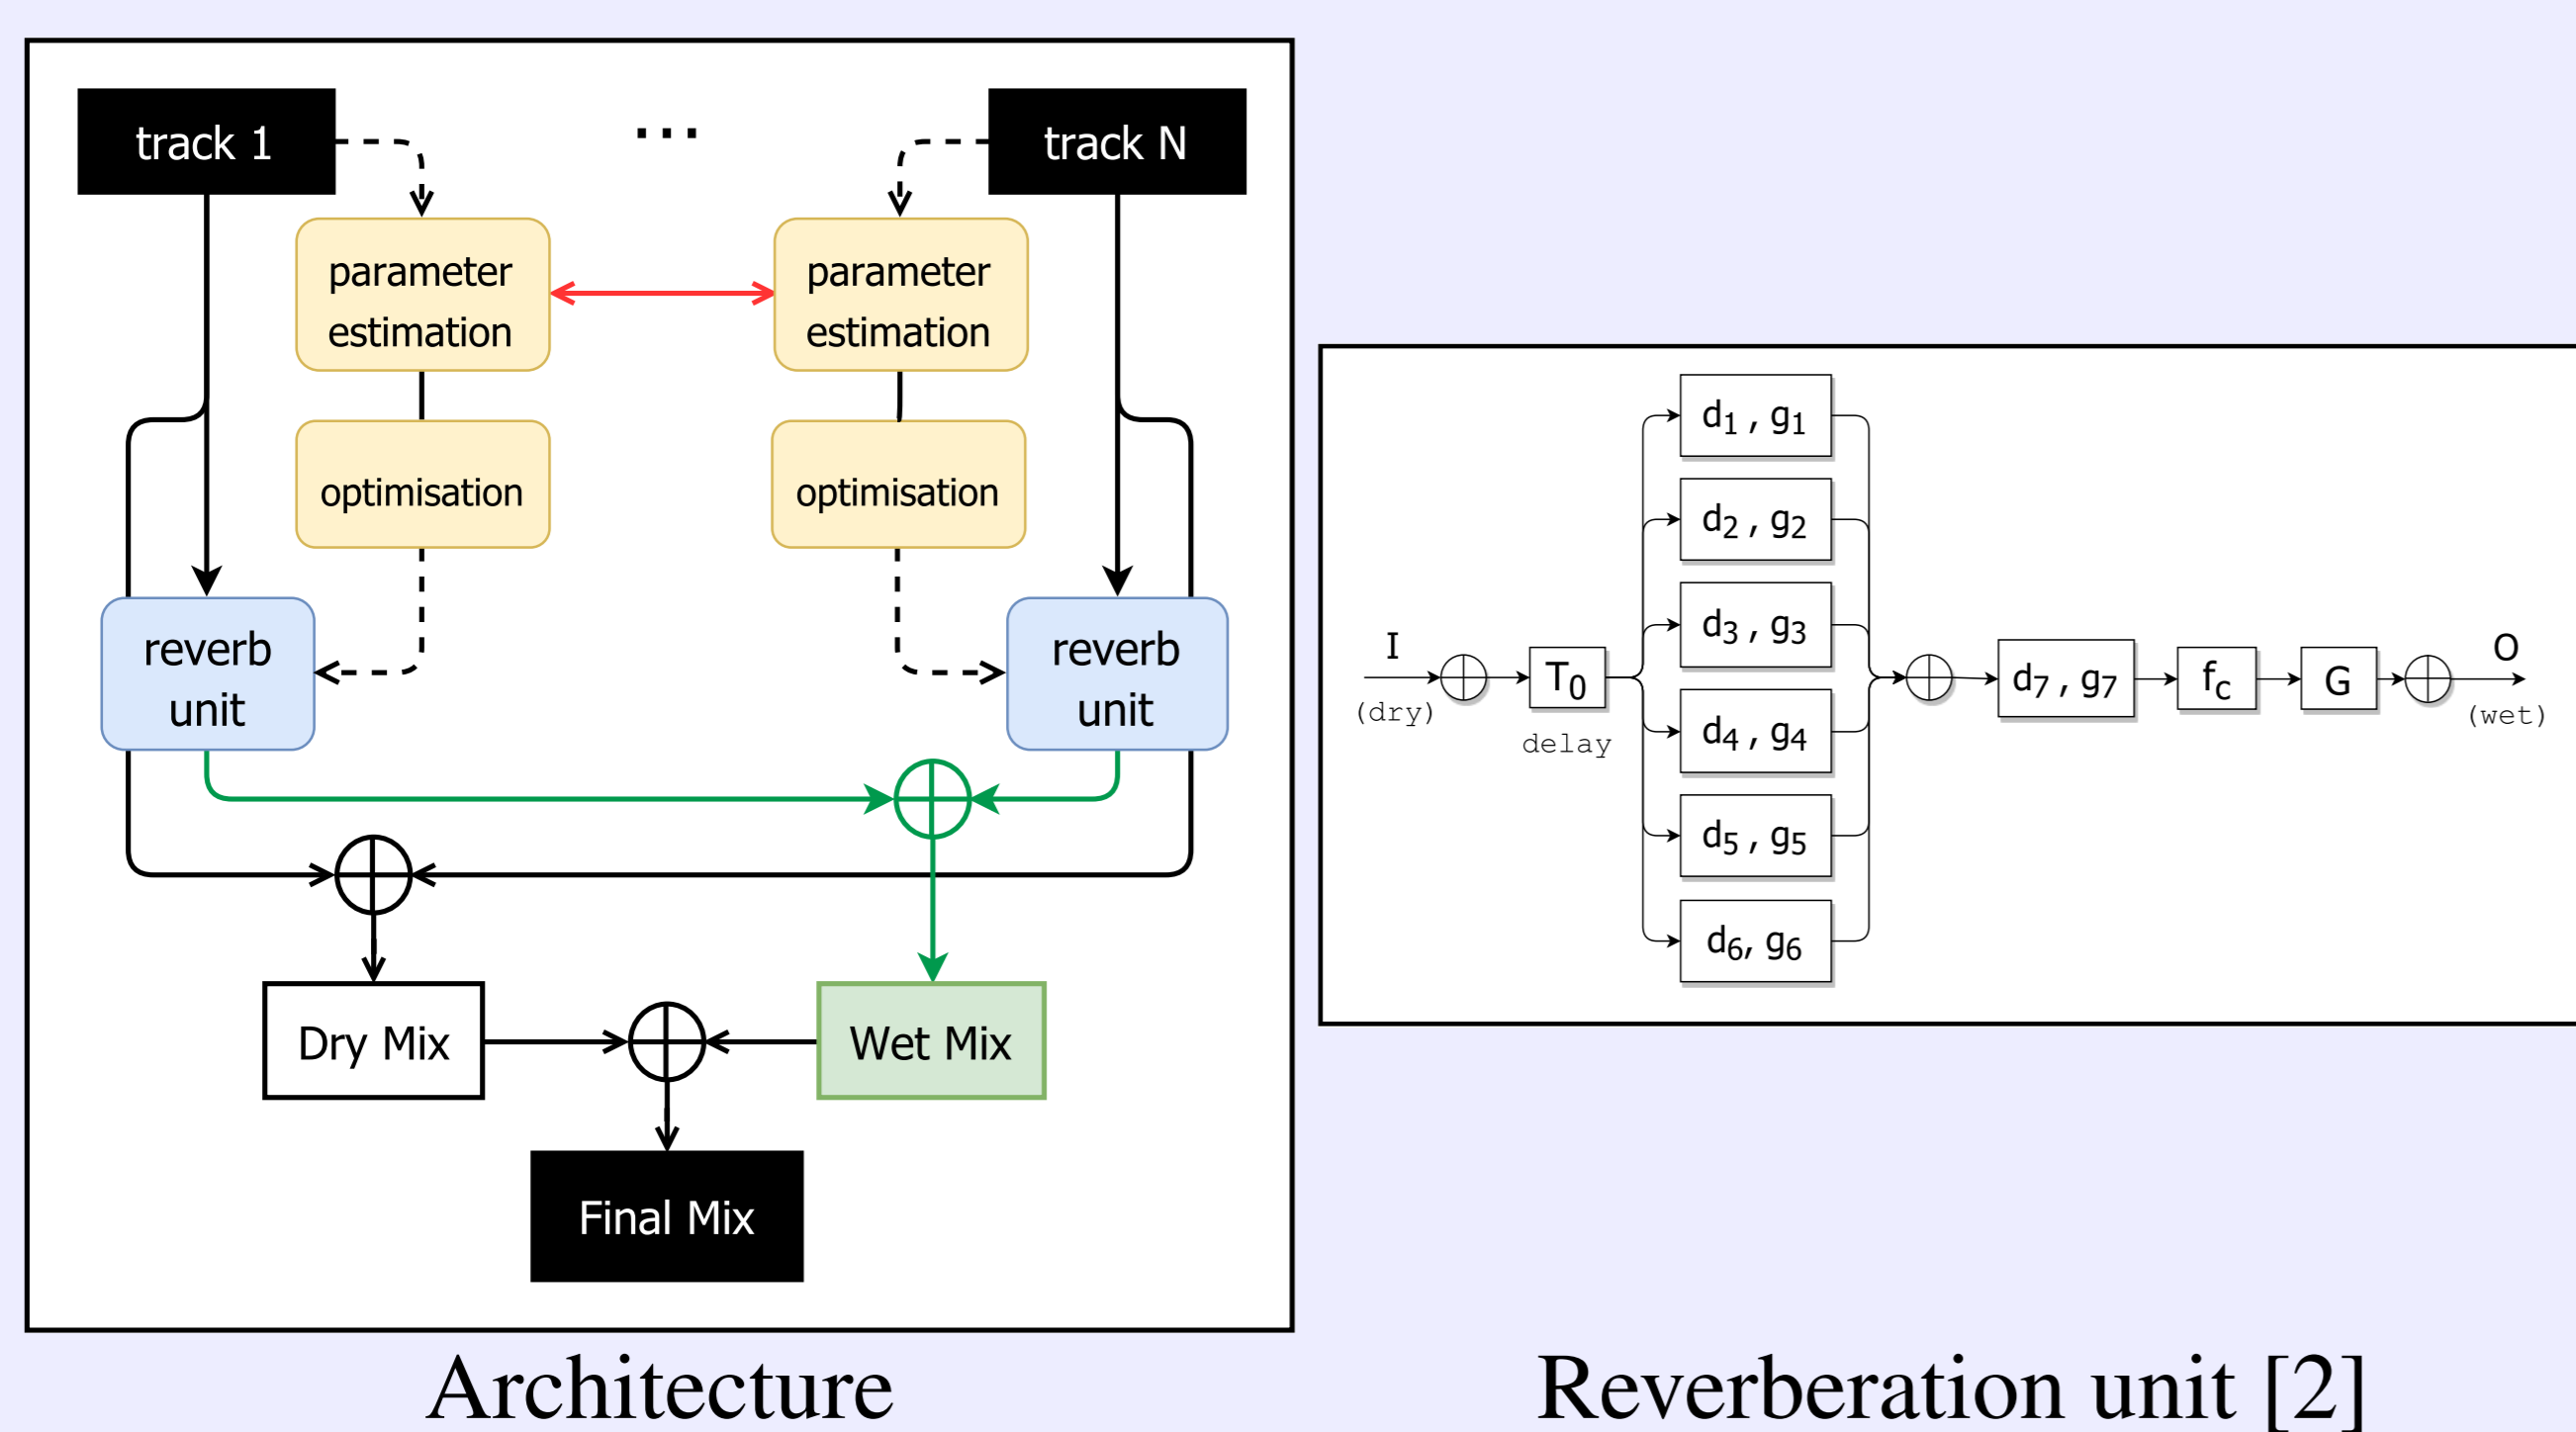 track 1
...
track N
parameter
estimation
parameter
estimation
optimisation
optimisation
reverb
unit
reverb
unit
Dry Mix
Wet Mix
Final Mix
Architecture
I
(dry)
T₀
delay
d₁ , g₁
d₂ , g₂
d₃ , g₃
d₄ , g₄
d₅ , g₅
d₆, g₆
d₇ , g₇
f_c
G
O
(wet)
Reverberation unit [2]